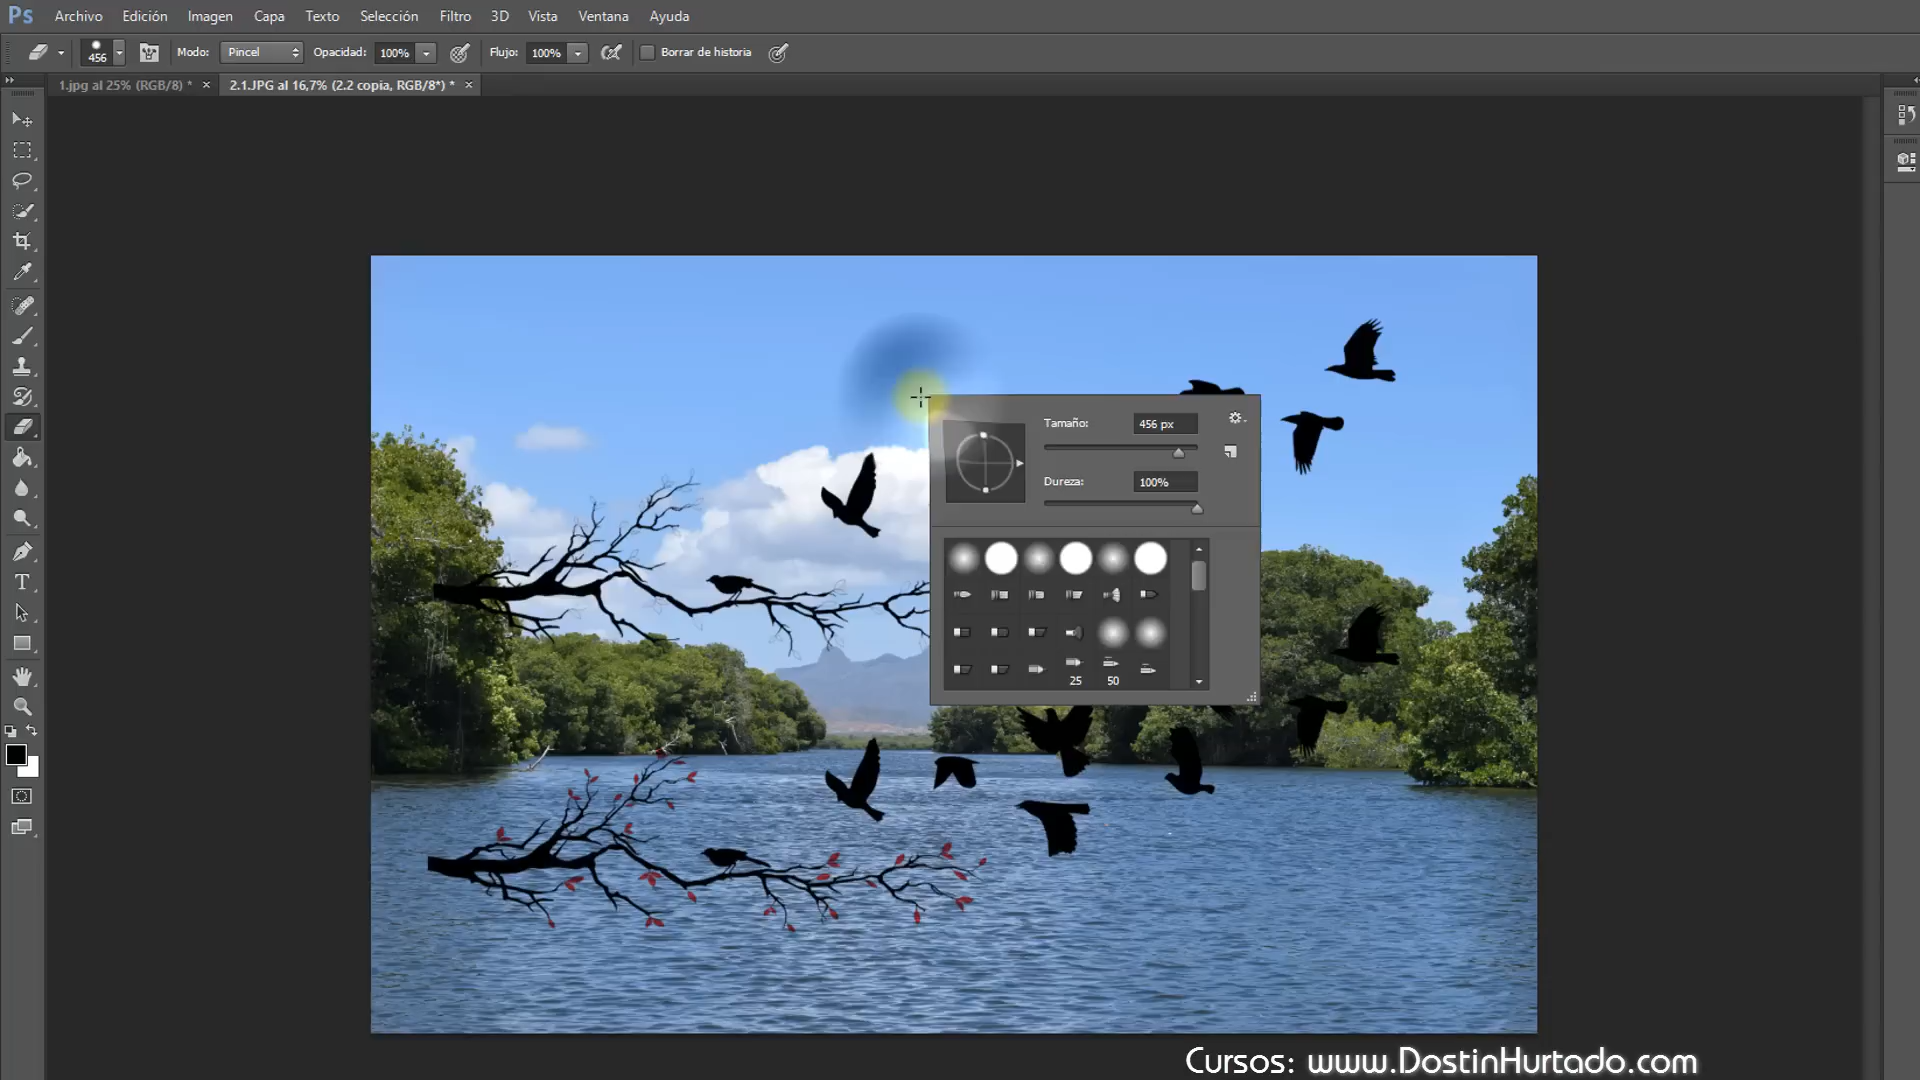 Ps Archivo Edición Imagen Capa Texto Selección Filtro 3D Vista Ventana Ayuda
456 Modo: Pincel Opacidad: 100% Flujo: 100% Borrar de historia
1.jpg al 25% (RGB/8) * × 2.1.JPG al 16,7% (2.2 copia, RGB/8*) * ×
Tamaño: 456 px
Dureza: 100%
25 50
T
Cursos: www.DostinHurtado.com